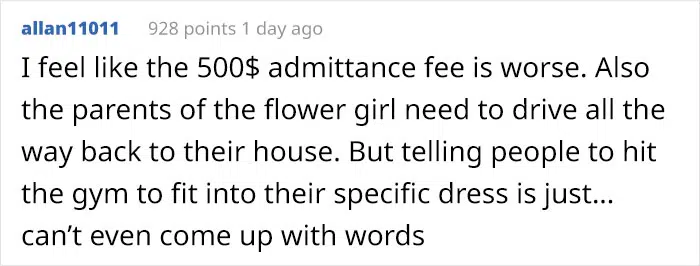 allan11011 928 points 1 day ago
I feel like the 500$ admittance fee is worse. Also
the parents of the flower girl need to drive all the
way back to their house. But telling people to hit
the gym to fit into their specific dress is just...
can't even come up with words